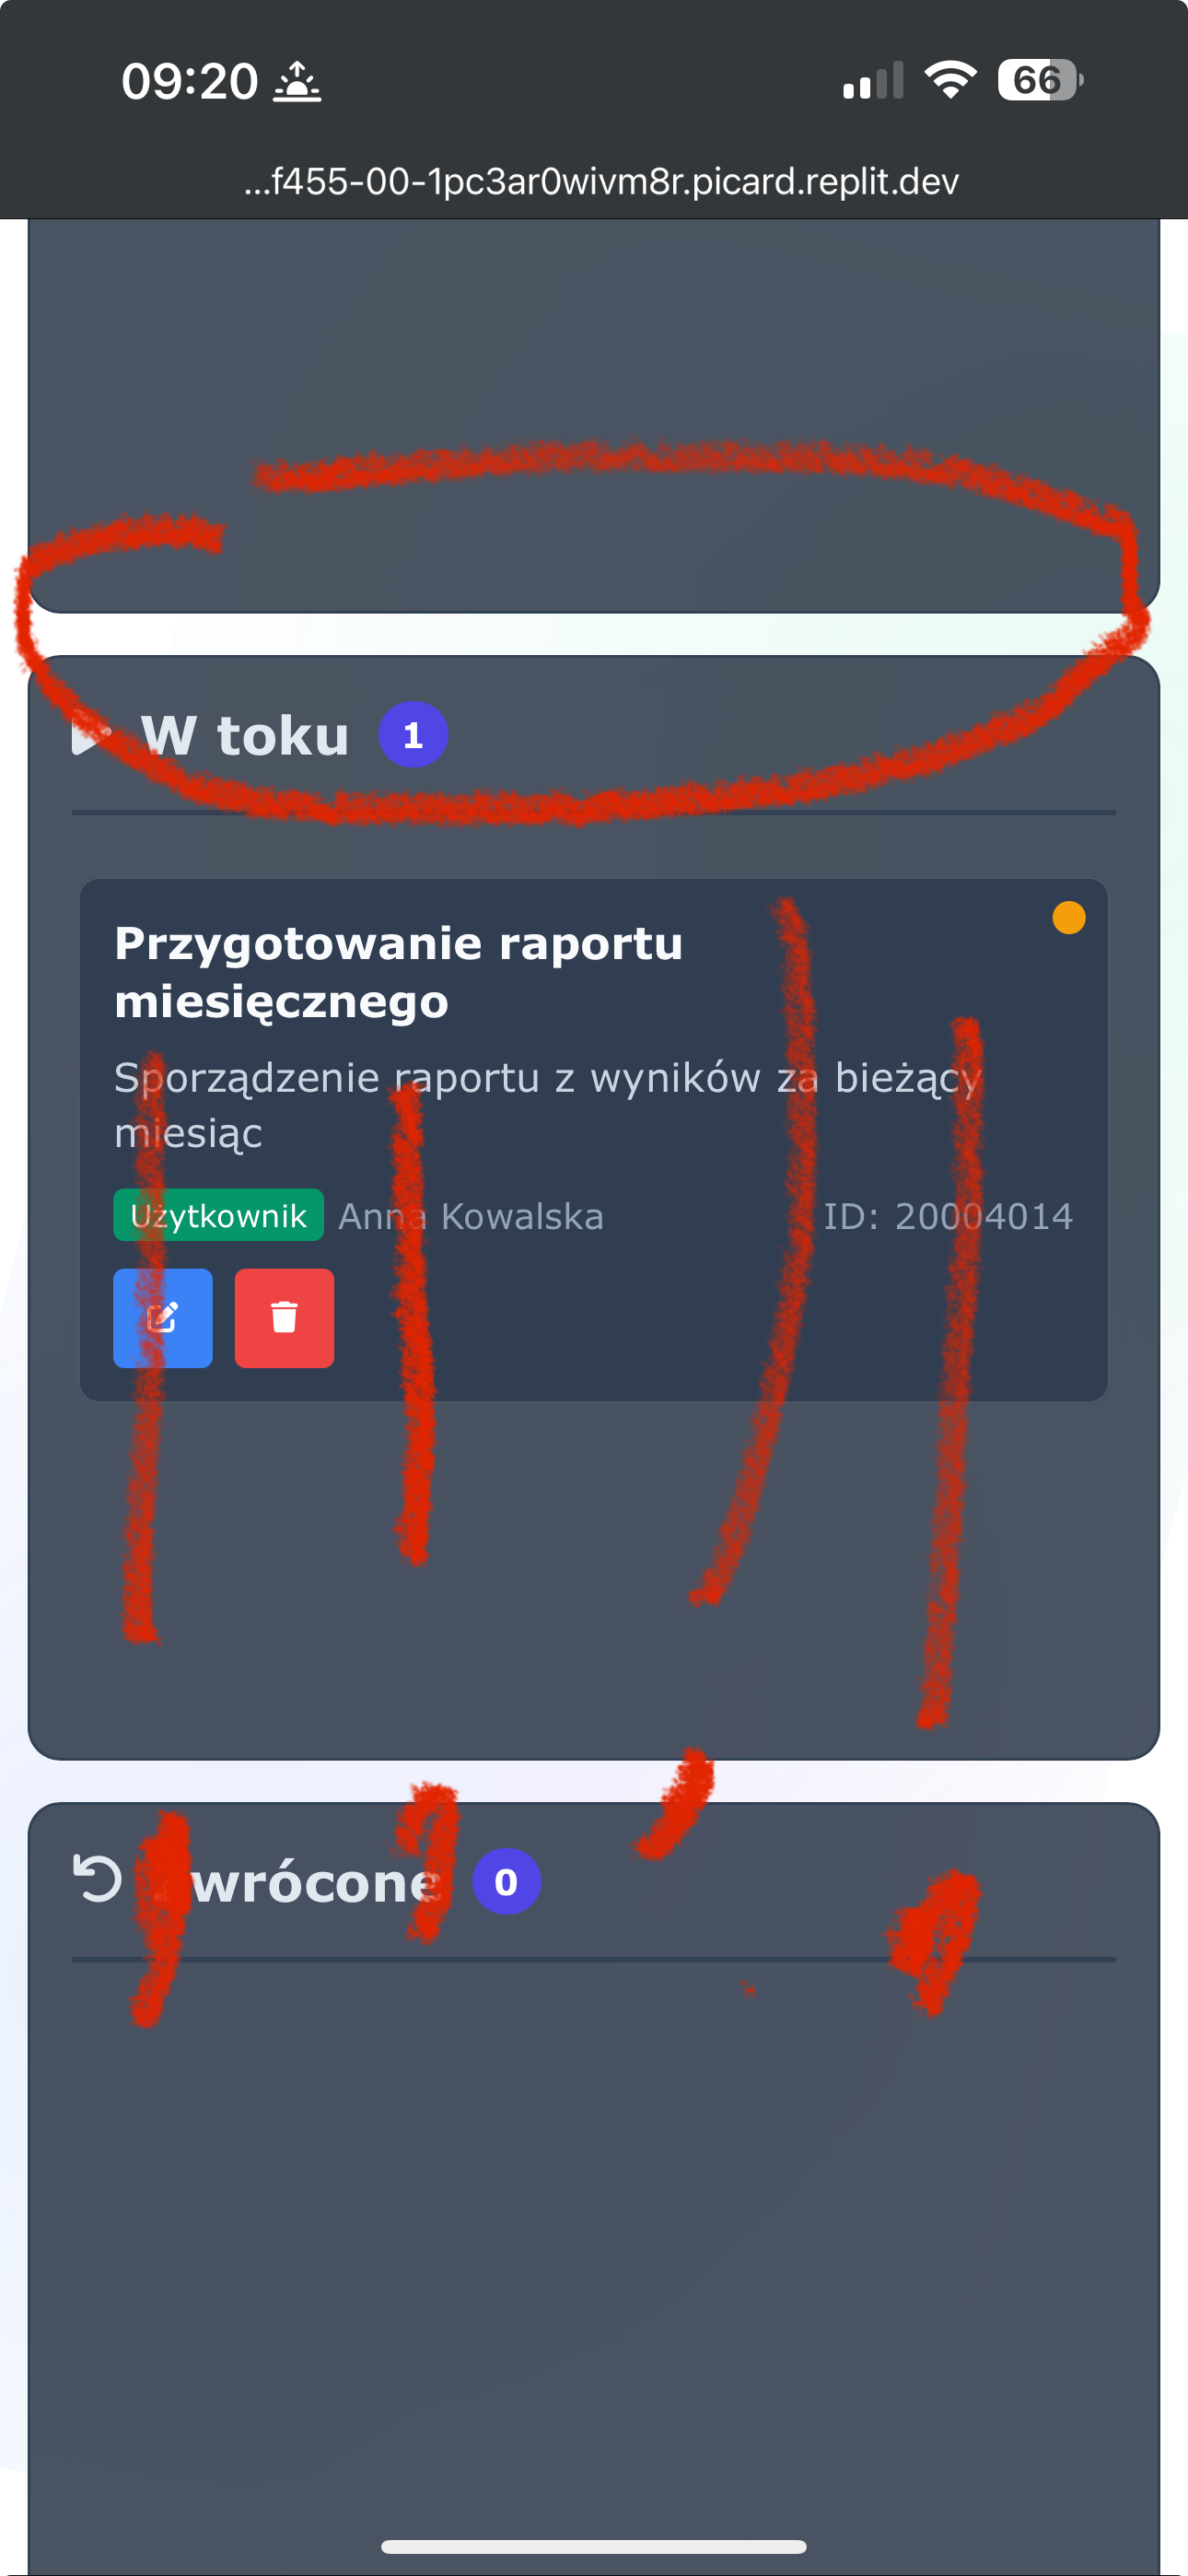 09:20
66
...f455-00-1pc3ar0wivm8r.picard.replit.dev
W toku 1
Przygotowanie raportu
miesięcznego
Sporządzenie raportu z wyników za bieżący
miesiąc
Użytkownik Anna Kowalska ID: 20004014
wrócone 0